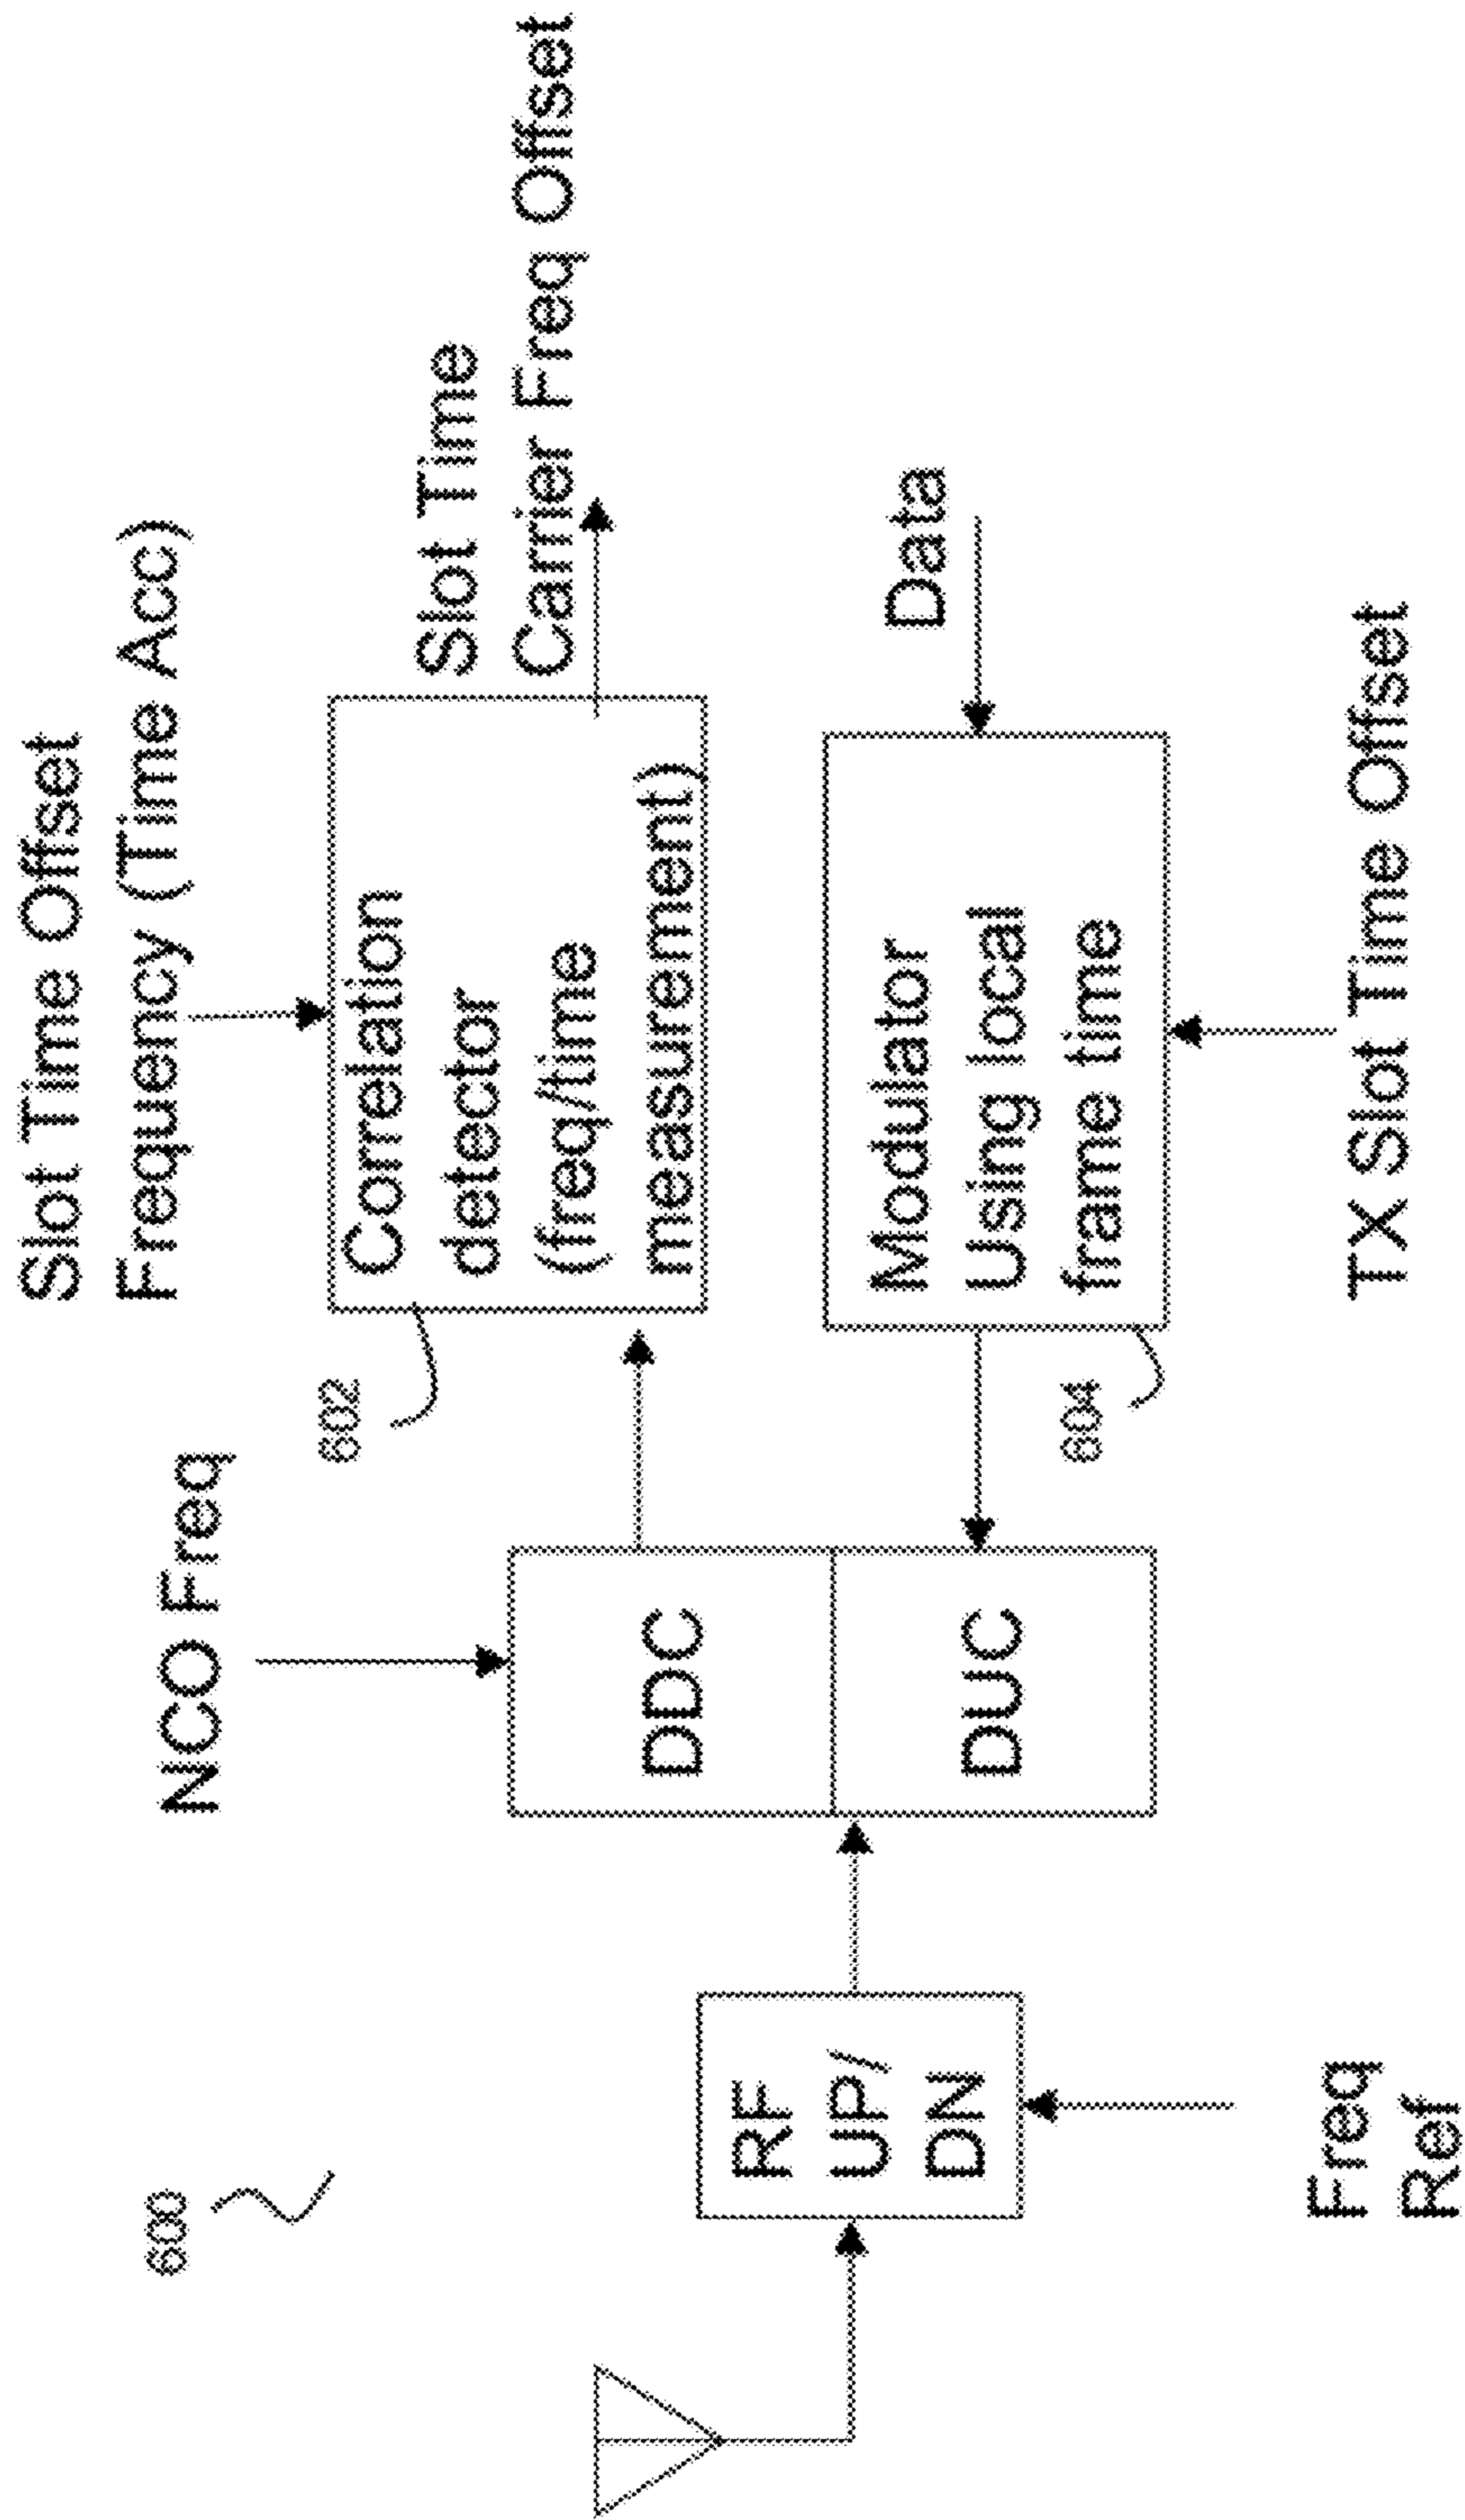 600
NCO Freq
Slot Time Offset
Frequency (Time Acc)
602
Correlation
detector
(freq/time
measurement)
Slot Time
Carrier Freq Offset
RF
UP/
DN
DDC
DUC
604
Modulator
Using local
frame time
Data
Freq
Ref
TX Slot Time Offset